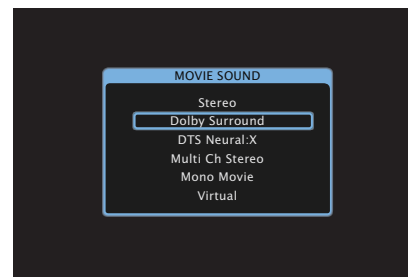 MOVIE SOUND
Stereo
Dolby Surround
DTS Neural:X
Multi Ch Stereo
Mono Movie
Virtual